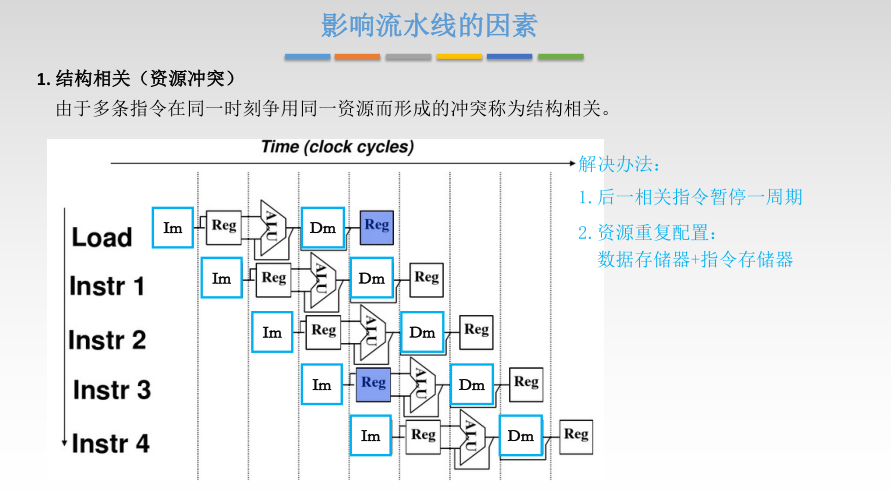 影响流水线的因素
1. 结构相关（资源冲突）
由于多条指令在同一时刻争用同一资源而形成的冲突称为结构相关。
Time (clock cycles)
解决办法：
1.后一相关指令暂停一周期
2.资源重复配置：
数据存储器+指令存储器
Load Im Reg ALU Dm Reg
Instr 1 Im Reg ALU Dm Reg
Instr 2 Im Reg ALU Dm Reg
Instr 3 Im Reg ALU Dm Reg
Instr 4 Im Reg ALU Dm Reg